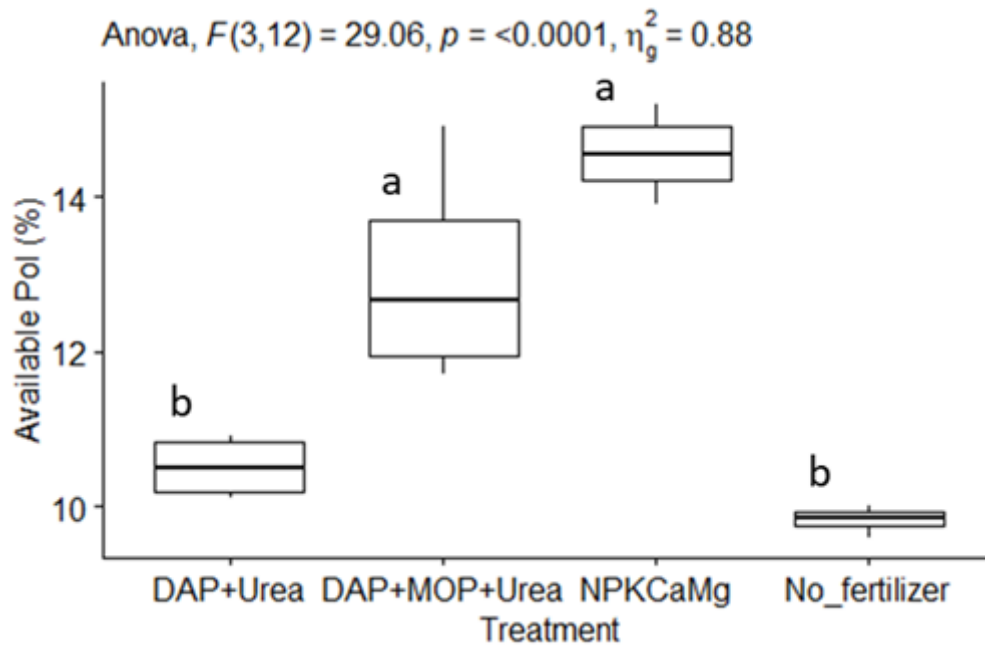 Anova, F(3,12) = 29.06, p = <0.0001, η²g = 0.88
a
a
14
Available Pol (%)
12
b
b
10
DAP+Urea DAP+MOP+Urea NPKCaMg No_fertilizer
Treatment